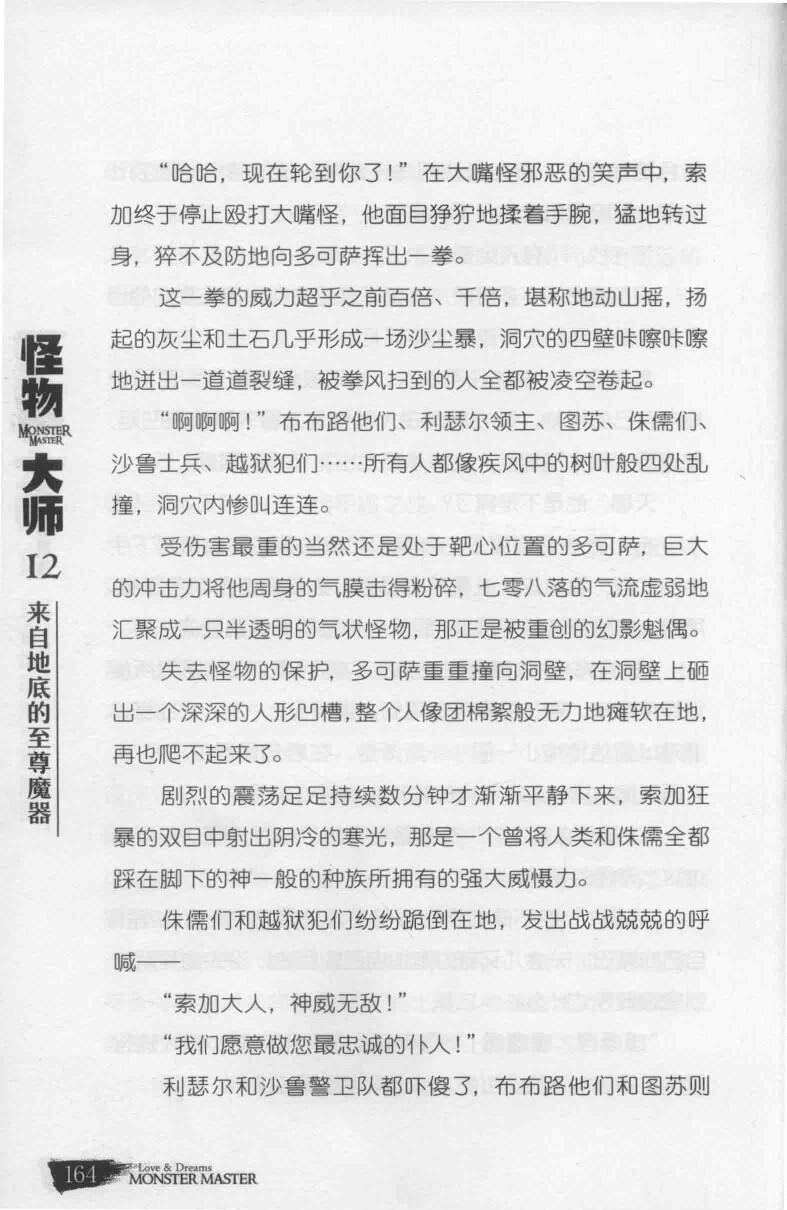 怪物
MONSTER
MASTER
大师
12
来自地底的至尊魔器
“哈哈，现在轮到你了！”在大嘴怪邪恶的笑声中，索
加终于停止殴打大嘴怪，他面目狰狞地揉着手腕，猛地转过
身，猝不及防地向多可萨挥出一拳。
这一拳的威力超乎之前百倍、千倍，堪称地动山摇，扬
起的灰尘和土石几乎形成一场沙尘暴，洞穴的四壁咔嚓咔嚓
地迸出一道道裂缝，被拳风扫到的人全都被凌空卷起。
“啊啊啊！”布布路他们、利瑟尔领主、图苏、侏儒们、
沙鲁士兵、越狱犯们……所有人都像疾风中的树叶般四处乱
撞，洞穴内惨叫连连。
受伤害最重的当然还是处于靶心位置的多可萨，巨大
的冲击力将他周身的气膜击得粉碎，七零八落的气流虚弱地
汇聚成一只半透明的气状怪物，那正是被重创的幻影魅偶。
失去怪物的保护，多可萨重重撞向洞壁，在洞壁上砸
出一个深深的人形凹槽，整个人像团棉絮般无力地瘫软在地，
再也爬不起来了。
剧烈的震荡足足持续数分钟才渐渐平静下来，索加狂
暴的双目中射出阴冷的寒光，那是一个曾将人类和侏儒全都
踩在脚下的神一般的种族所拥有的强大威慑力。
侏儒们和越狱犯们纷纷跪倒在地，发出战战兢兢的呼
喊——
“索加大人，神威无敌！”
“我们愿意做您最忠诚的仆人！”
利瑟尔和沙鲁警卫队都吓傻了，布布路他们和图苏则
164
Love & Dreams
MONSTER MASTER